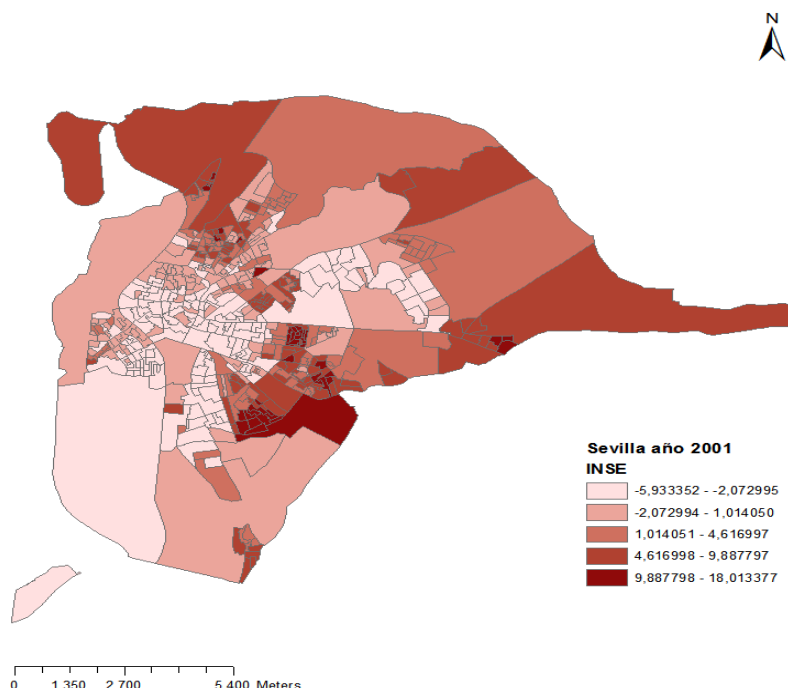 N
Sevilla año 2001
INSE
-5,933352 - -2,072995
-2,072994 - 1,014050
1,014051 - 4,616997
4,616998 - 9,887797
9,887798 - 18,013377
0 1.350 2.700 5.400 Meters